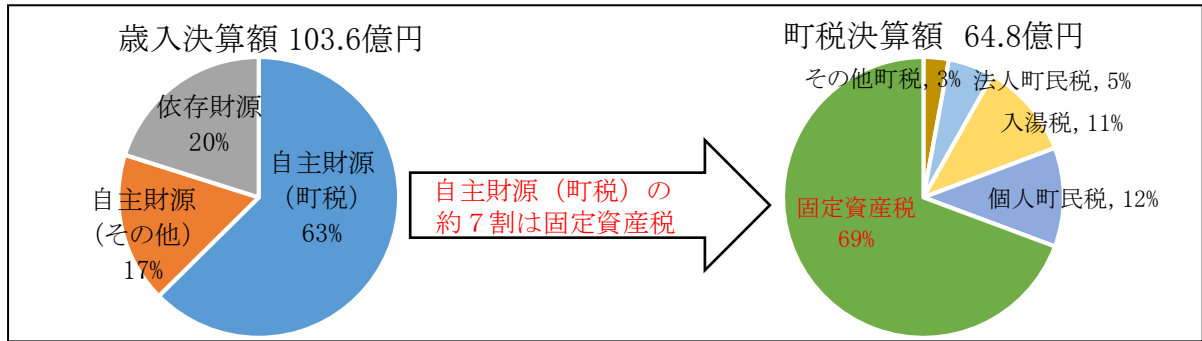 歳入決算額 103.6億円
依存財源
20%
自主財源
(町税)
63%
自主財源
(その他)
17%
自主財源(町税)の
約7割は固定資産税
町税決算額 64.8億円
その他町税, 3%
法人町民税, 5%
入湯税, 11%
個人町民税, 12%
固定資産税
69%